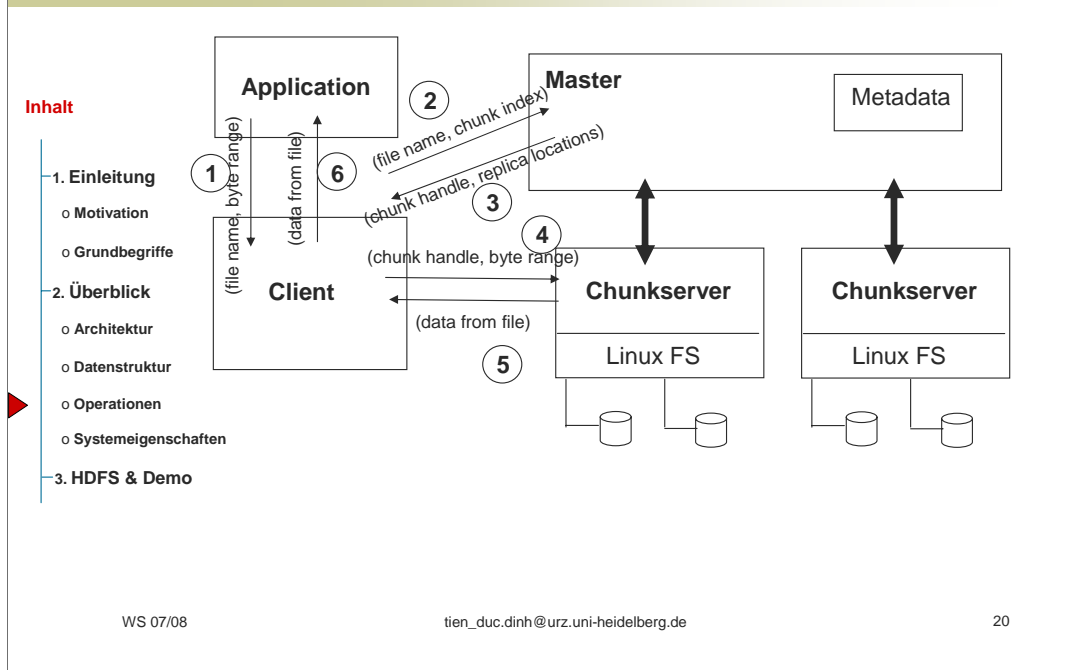 Inhalt
1. Einleitung
o Motivation
o Grundbegriffe
2. Überblick
o Architektur
o Datenstruktur
o Operationen
o Systemeigenschaften
3. HDFS & Demo
Application
Master
Metadata
1
(file name, byte range)
6
(data from file)
2
(file name, chunk index)
(chunk handle, replica locations)
3
Client
4
(chunk handle, byte range)
(data from file)
5
Chunkserver
Linux FS
Chunkserver
Linux FS
WS 07/08
tien_duc.dinh@urz.uni-heidelberg.de
20